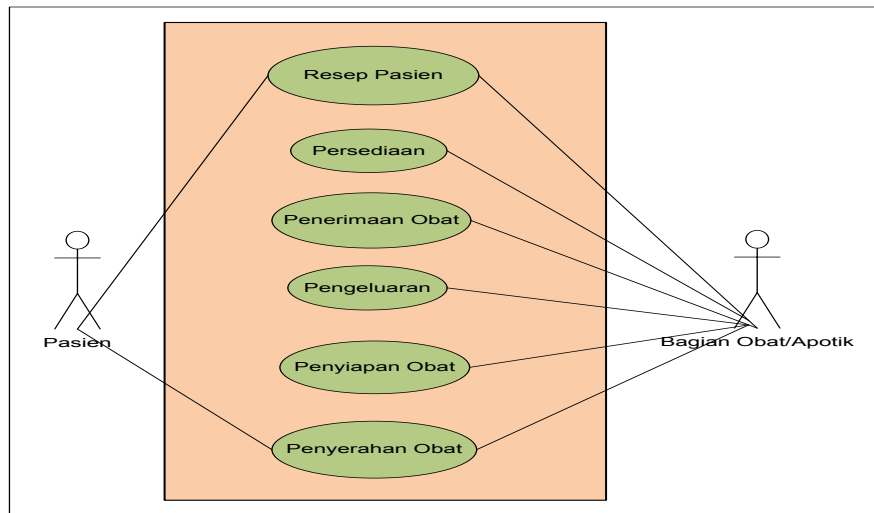 Resep Pasien
Persediaan
Penerimaan Obat
Pengeluaran
Pasien
Bagian Obat/Apotik
Penyiapan Obat
Penyerahan Obat